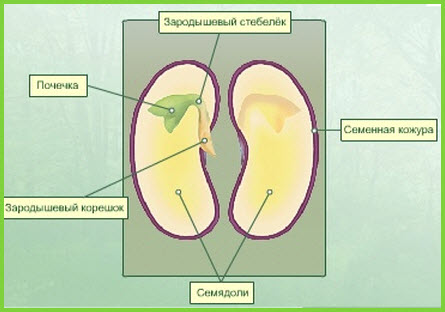 Зародышевый стебелёк
Почечка
Семенная кожура
Зародышевый корешок
Семядоли